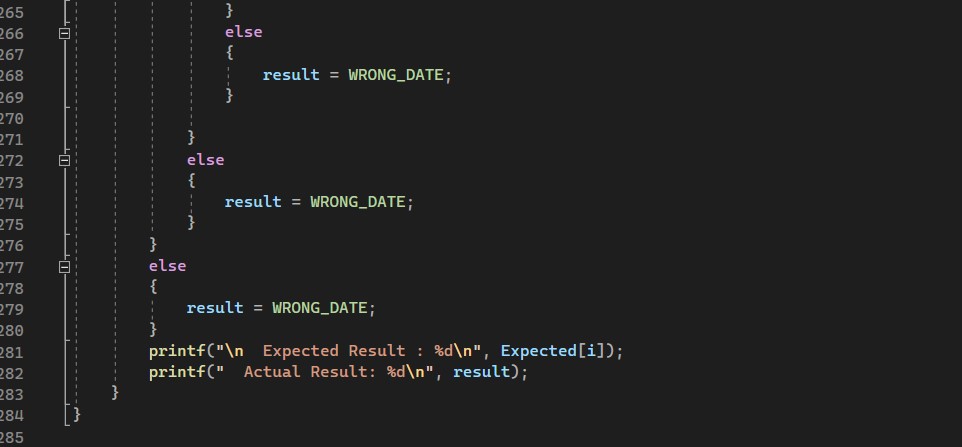 265 }
266 else
267 {
268 result = WRONG_DATE;
269 }
270
271 }
272 else
273 {
274 result = WRONG_DATE;
275 }
276 }
277 else
278 {
279 result = WRONG_DATE;
280 }
281 printf("\n  Expected Result : %d\n", Expected[i]);
282 printf("  Actual Result: %d\n", result);
283 }
284 }
285